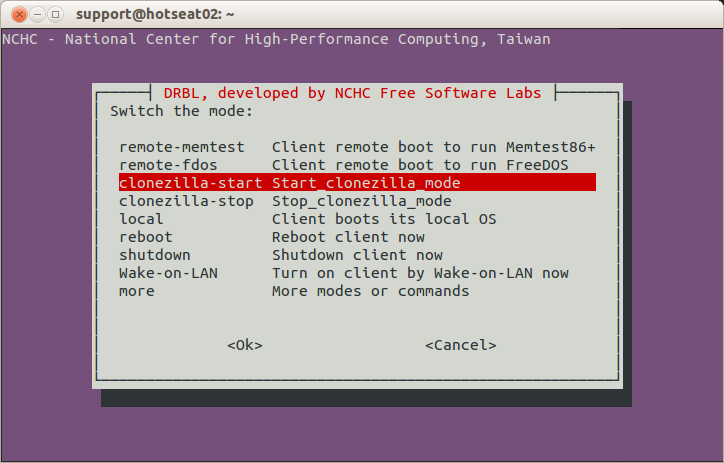 support@hotseat02: ~
NCHC - National Center for High-Performance Computing, Taiwan
DRBL, developed by NCHC Free Software Labs
Switch the mode:
remote-memtest Client remote boot to run Memtest86+
remote-fdos Client remote boot to run FreeDOS
clonezilla-start Start_clonezilla_mode
clonezilla-stop Stop_clonezilla_mode
local Client boots its local OS
reboot Reboot client now
shutdown Shutdown client now
Wake-on-LAN Turn on client by Wake-on-LAN now
more More modes or commands
<Ok> <Cancel>